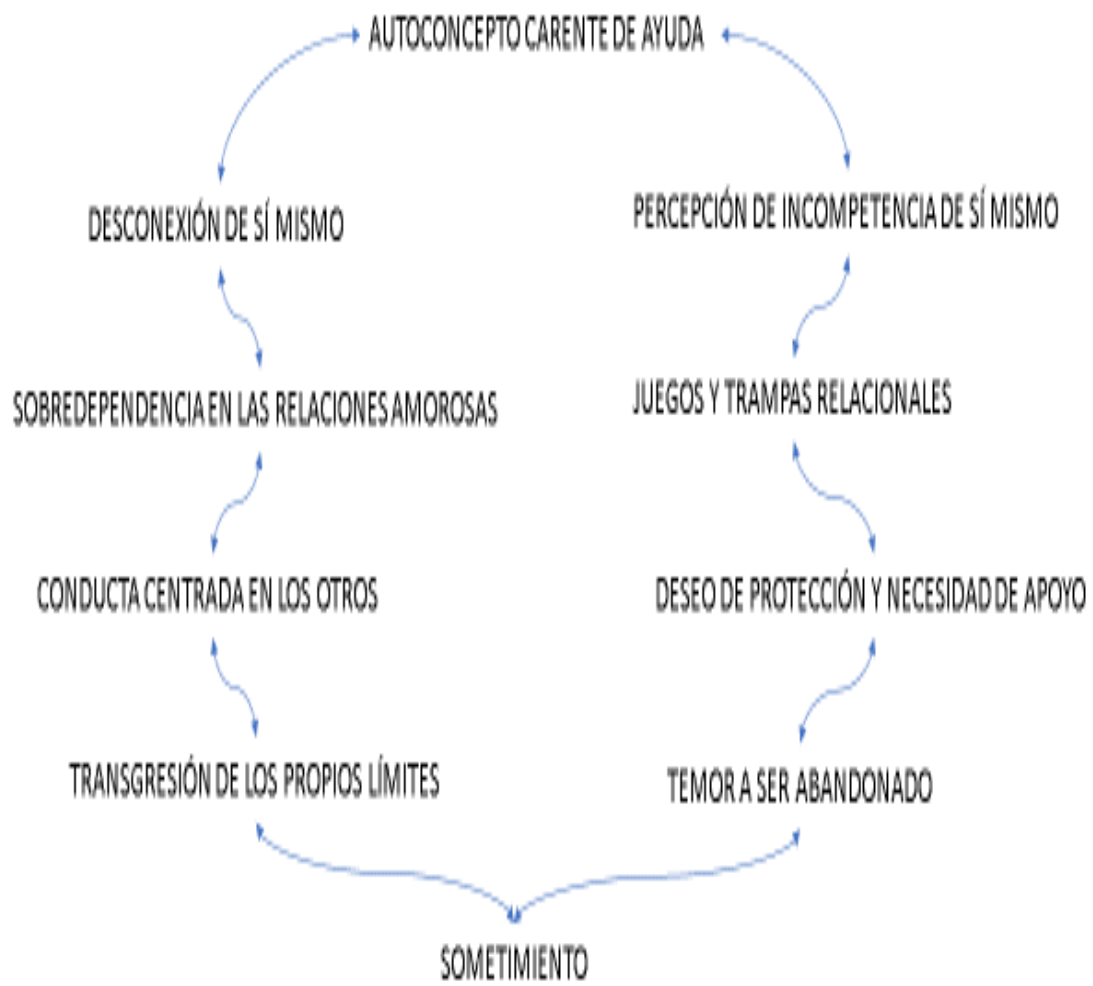 AUTOCONCEPTO CARENTE DE AYUDA
DESCONEXIÓN DE SÍ MISMO
PERCEPCIÓN DE INCOMPETENCIA DE SÍ MISMO
SOBREDEPENDENCIA EN LAS RELACIONES AMOROSAS
JUEGOS Y TRAMPAS RELACIONALES
CONDUCTA CENTRADA EN LOS OTROS
DESEO DE PROTECCIÓN Y NECESIDAD DE APOYO
TRANSGRESIÓN DE LOS PROPIOS LÍMITES
TEMOR A SER ABANDONADO
SOMETIMIENTO